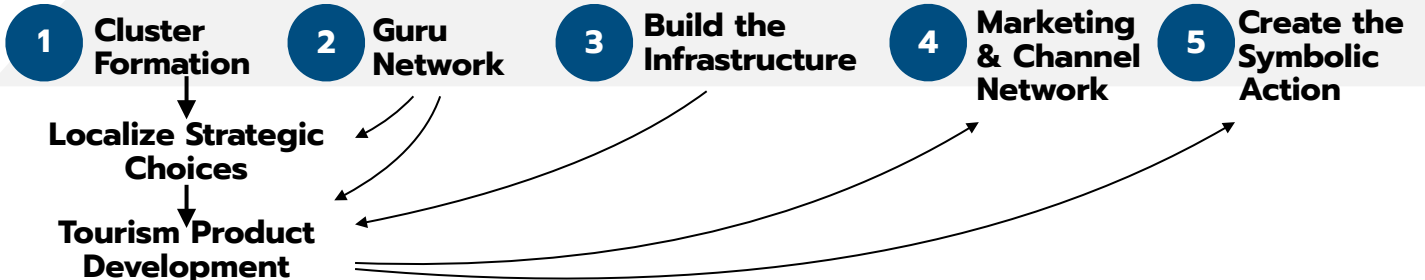 1
Cluster
Formation
2
Guru
Network
3
Build the
Infrastructure
4
Marketing
& Channel
Network
5
Create the
Symbolic
Action
Localize Strategic
Choices
Tourism Product
Development